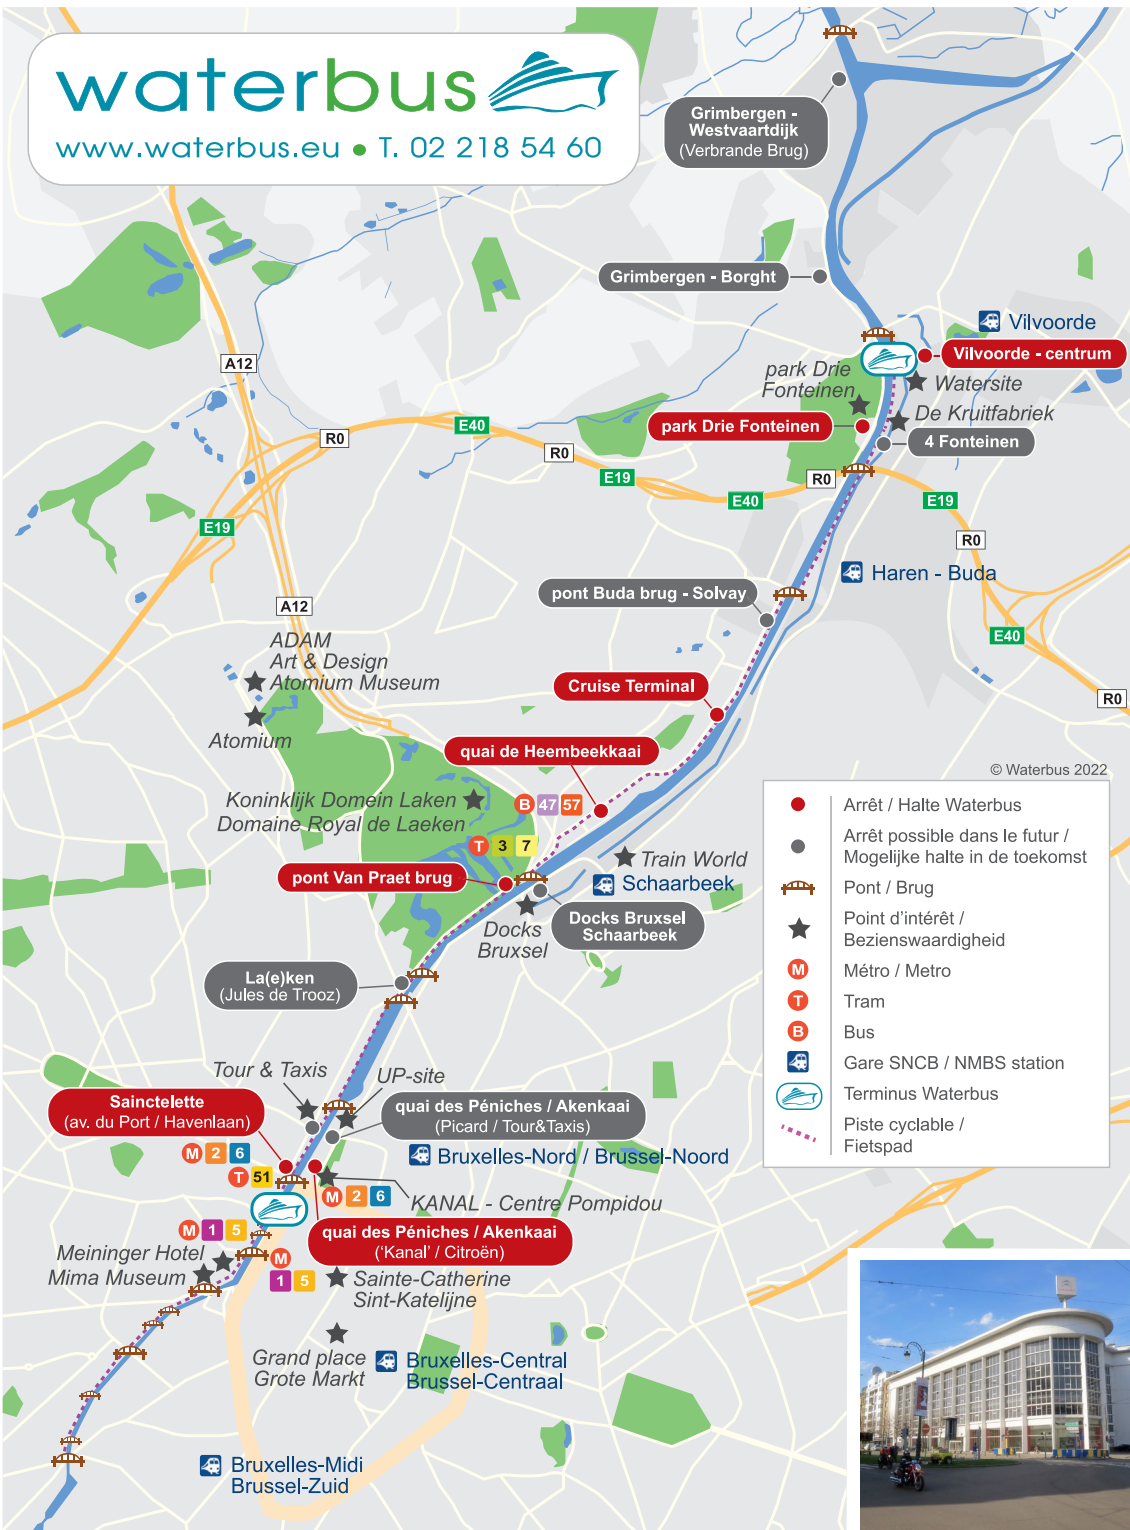 waterbus
www.waterbus.eu • T. 02 218 54 60
Grimbergen -
Westvaartdijk
(Verbrande Brug)
Grimbergen - Borght
Vilvoorde
Vilvoorde - centrum
park Drie
Fonteinen
Watersite
De Kruitfabriek
park Drie Fonteinen
4 Fonteinen
A12
R0
E40
R0
E19
E40
R0
E19
R0
E19
Haren - Buda
pont Buda brug - Solvay
A12
E40
ADAM
Art & Design
Atomium Museum
Cruise Terminal
R0
Atomium
quai de Heembeekkaai
© Waterbus 2022
Koninklijk Domein Laken
Domaine Royal de Laeken
B 47 57
T 3 7
Train World
Schaarbeek
pont Van Praet brug
Docks
Bruxsel
Docks Bruxsel
Schaarbeek
La(e)ken
(Jules de Trooz)
Arrêt / Halte Waterbus
Arrêt possible dans le futur /
Mogelijke halte in de toekomst
Pont / Brug
Point d'intérêt /
Bezienswaardigheid
M Métro / Metro
T Tram
B Bus
Gare SNCB / NMBS station
Terminus Waterbus
Piste cyclable /
Fietspad
Tour & Taxis
UP-site
Sainctelette
(av. du Port / Havenlaan)
quai des Péniches / Akenkaai
(Picard / Tour&Taxis)
M 2 6
T 51
Bruxelles-Nord / Brussel-Noord
M 2 6
KANAL - Centre Pompidou
quai des Péniches / Akenkaai
('Kanal' / Citroën)
M 1 5
Meininger Hotel
Mima Museum
M
1 5
Sainte-Catherine
Sint-Katelijne
Grand place
Grote Markt
Bruxelles-Central
Brussel-Centraal
Bruxelles-Midi
Brussel-Zuid